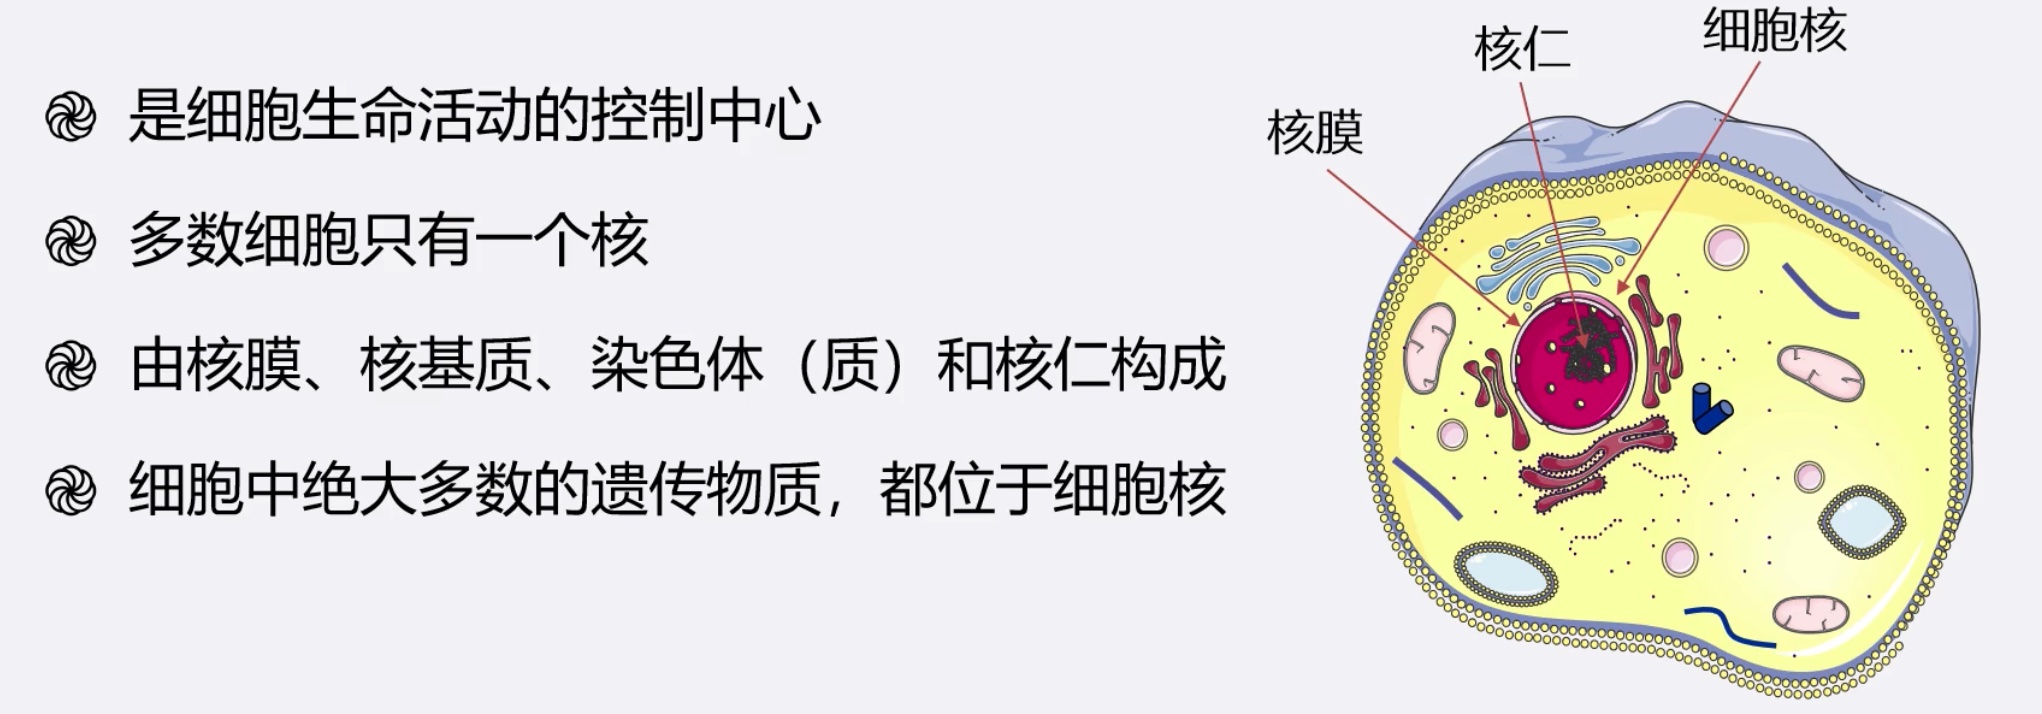 是细胞生命活动的控制中心
多数细胞只有一个核
由核膜、核基质、染色体（质）和核仁构成
细胞中绝大多数的遗传物质，都位于细胞核
核膜
核仁
细胞核